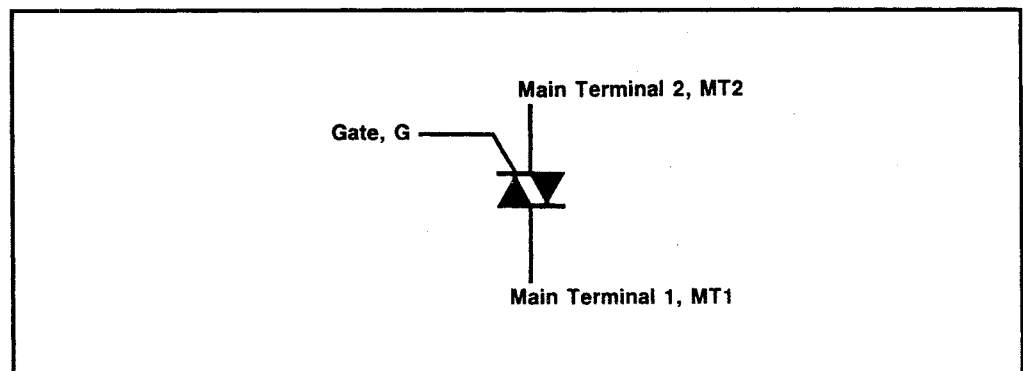 Main Terminal 2, MT2
Gate, G
Main Terminal 1, MT1